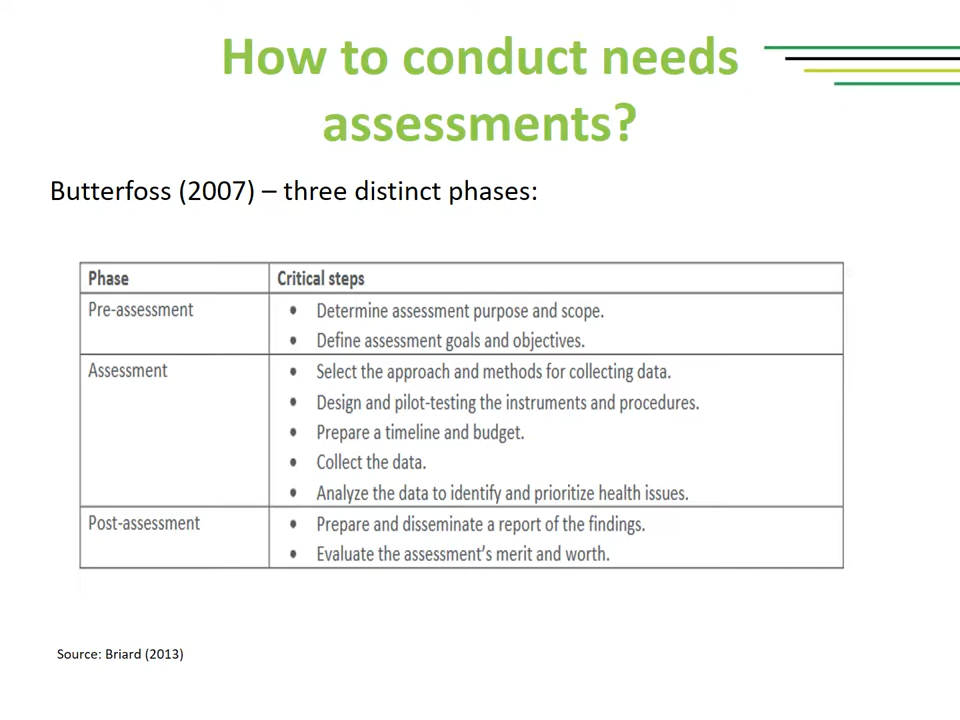 How to conduct needs
assessments?
Butterfoss (2007) – three distinct phases:
Phase
Critical steps
Pre-assessment
• Determine assessment purpose and scope.
• Define assessment goals and objectives.
Assessment
• Select the approach and methods for collecting data.
• Design and pilot-testing the instruments and procedures.
• Prepare a timeline and budget.
• Collect the data.
• Analyze the data to identify and prioritize health issues.
Post-assessment
• Prepare and disseminate a report of the findings.
• Evaluate the assessment's merit and worth.
Source: Briard (2013)